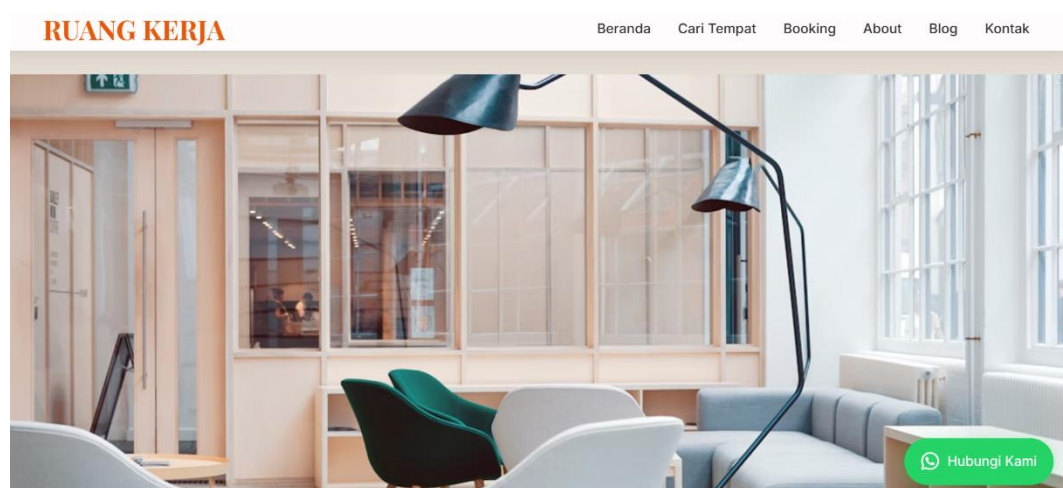 RUANG KERJA
Beranda Cari Tempat Booking About Blog Kontak
Hubungi Kami